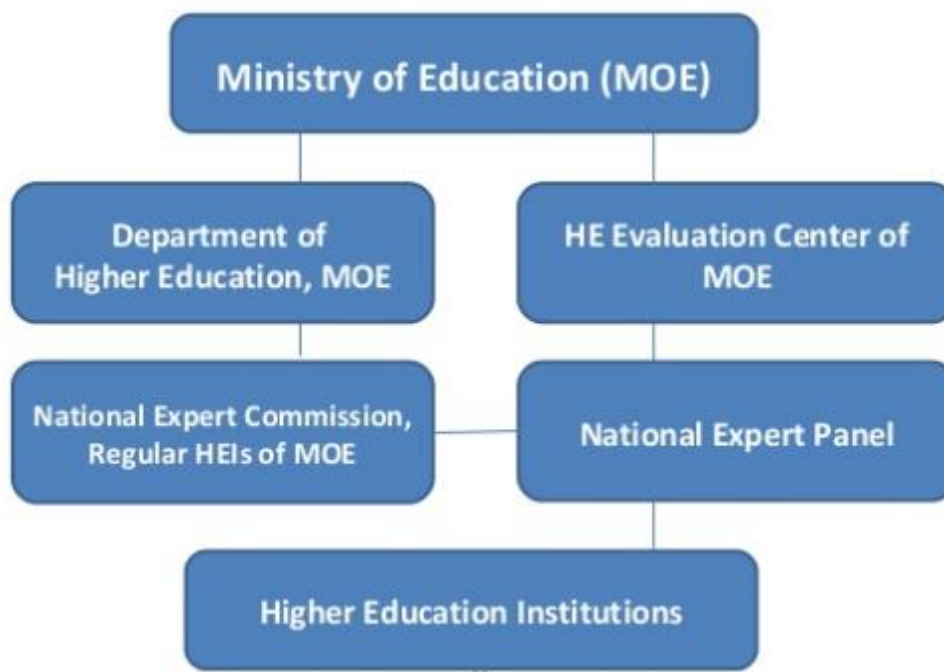 Ministry of Education (MOE)
Department of
Higher Education, MOE
HE Evaluation Center of
MOE
National Expert Commission,
Regular HEIs of MOE
National Expert Panel
Higher Education Institutions